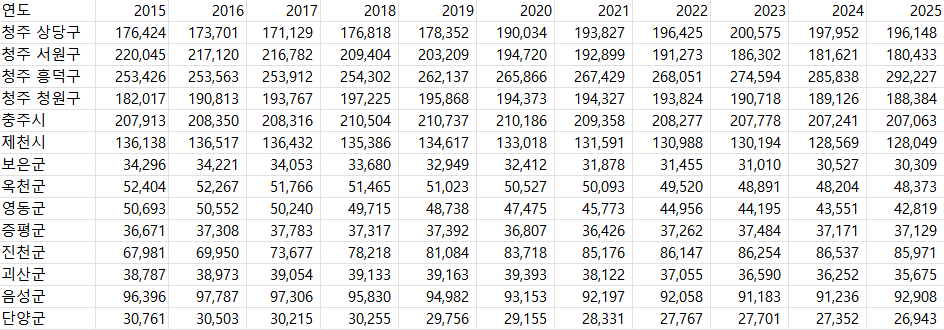 연도 2015 2016 2017 2018 2019 2020 2021 2022 2023 2024 2025
청주 상당구 176,424 173,701 171,129 176,818 178,352 190,034 193,827 196,425 200,575 197,952 196,148
청주 서원구 220,045 217,120 216,782 209,404 203,209 194,720 192,899 191,273 186,302 181,621 180,433
청주 흥덕구 253,426 253,563 253,912 254,302 262,137 265,866 267,429 268,051 274,594 285,838 292,227
청주 청원구 182,017 190,813 193,767 197,225 195,868 194,373 194,327 193,824 190,718 189,126 188,384
충주시 207,913 208,350 208,316 210,504 210,737 210,186 209,358 208,277 207,778 207,241 207,063
제천시 136,138 136,517 136,432 135,386 134,617 133,018 131,591 130,988 130,194 128,569 128,049
보은군 34,296 34,221 34,053 33,680 32,949 32,412 31,878 31,455 31,010 30,527 30,309
옥천군 52,404 52,267 51,766 51,465 51,023 50,527 50,093 49,520 48,891 48,204 48,373
영동군 50,693 50,552 50,240 49,715 48,738 47,475 45,773 44,956 44,195 43,551 42,819
증평군 36,671 37,308 37,783 37,317 37,392 36,807 36,426 37,262 37,484 37,171 37,129
진천군 67,981 69,950 73,677 78,218 81,084 83,718 85,176 86,147 86,254 86,537 85,971
괴산군 38,787 38,973 39,054 39,133 39,163 39,393 38,122 37,055 36,590 36,252 35,675
음성군 96,396 97,787 97,306 95,830 94,982 93,153 92,197 92,058 91,183 91,236 92,908
단양군 30,761 30,503 30,215 30,255 29,756 29,155 28,331 27,767 27,701 27,352 26,943